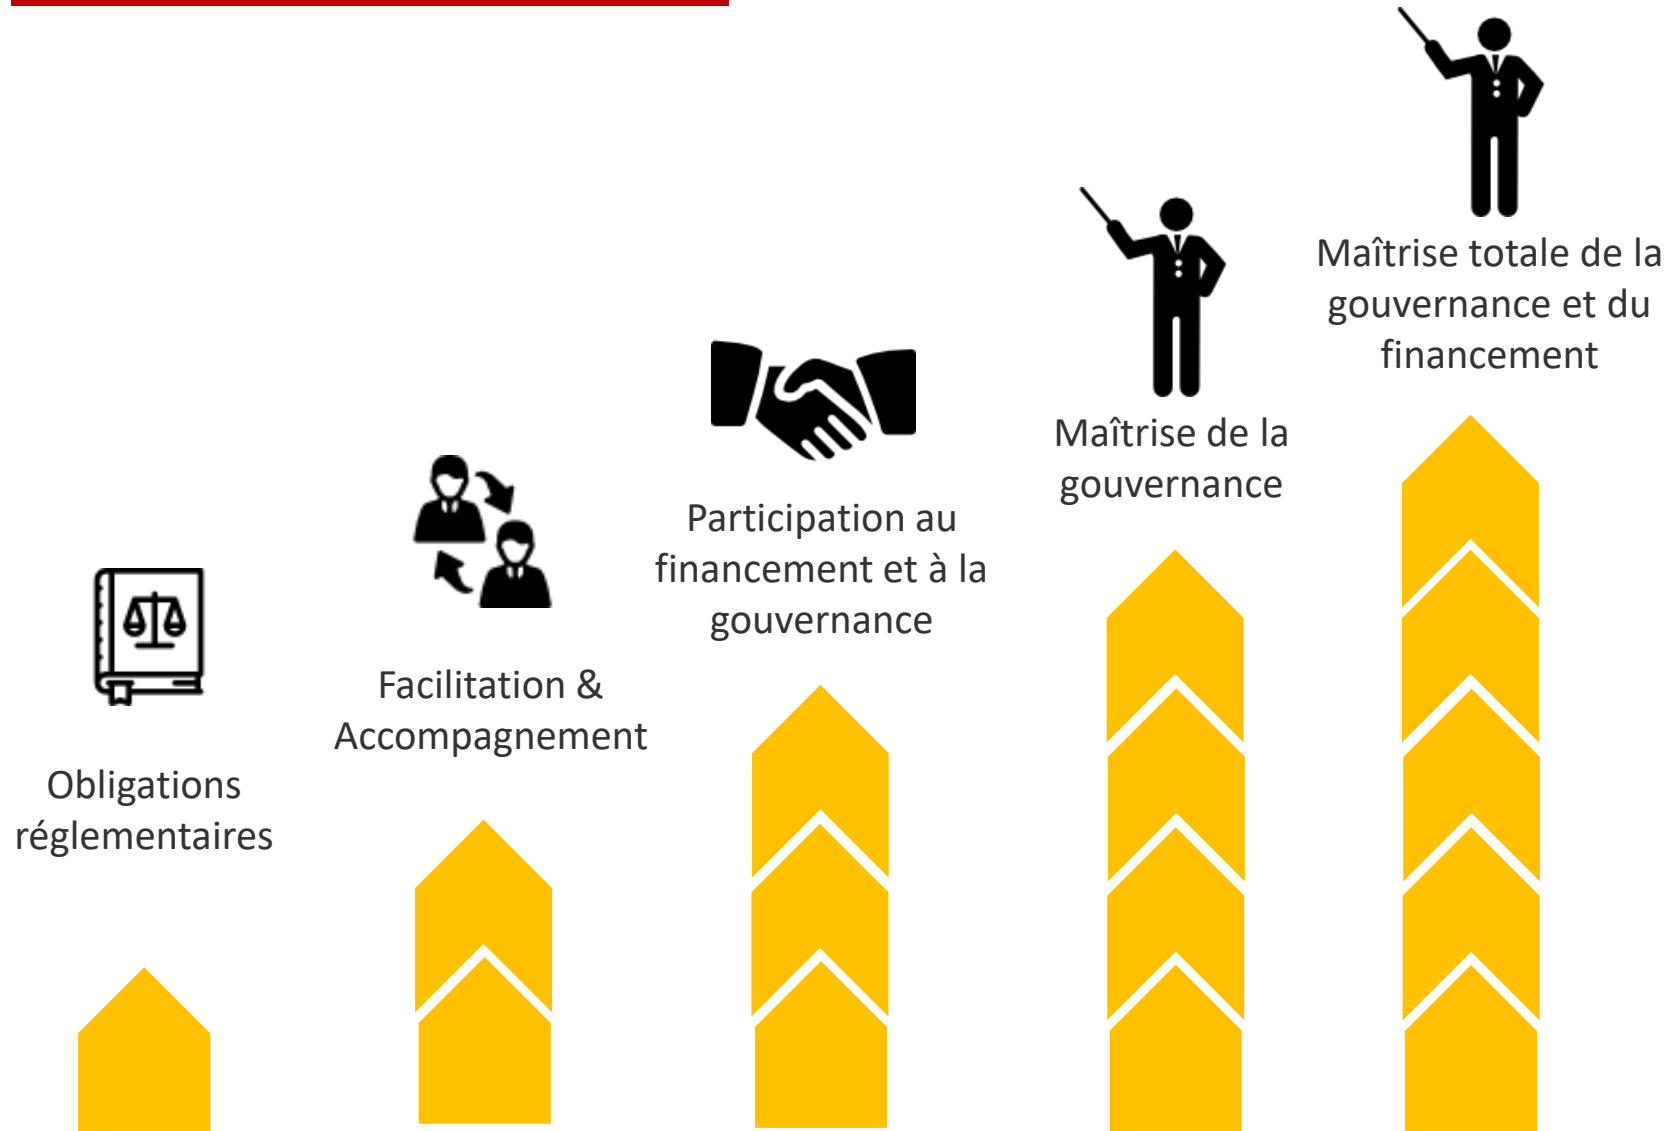 Obligations
réglementaires
Facilitation &
Accompagnement
Participation au
financement et à la
gouvernance
Maîtrise de la
gouvernance
Maîtrise totale de la
gouvernance et du
financement